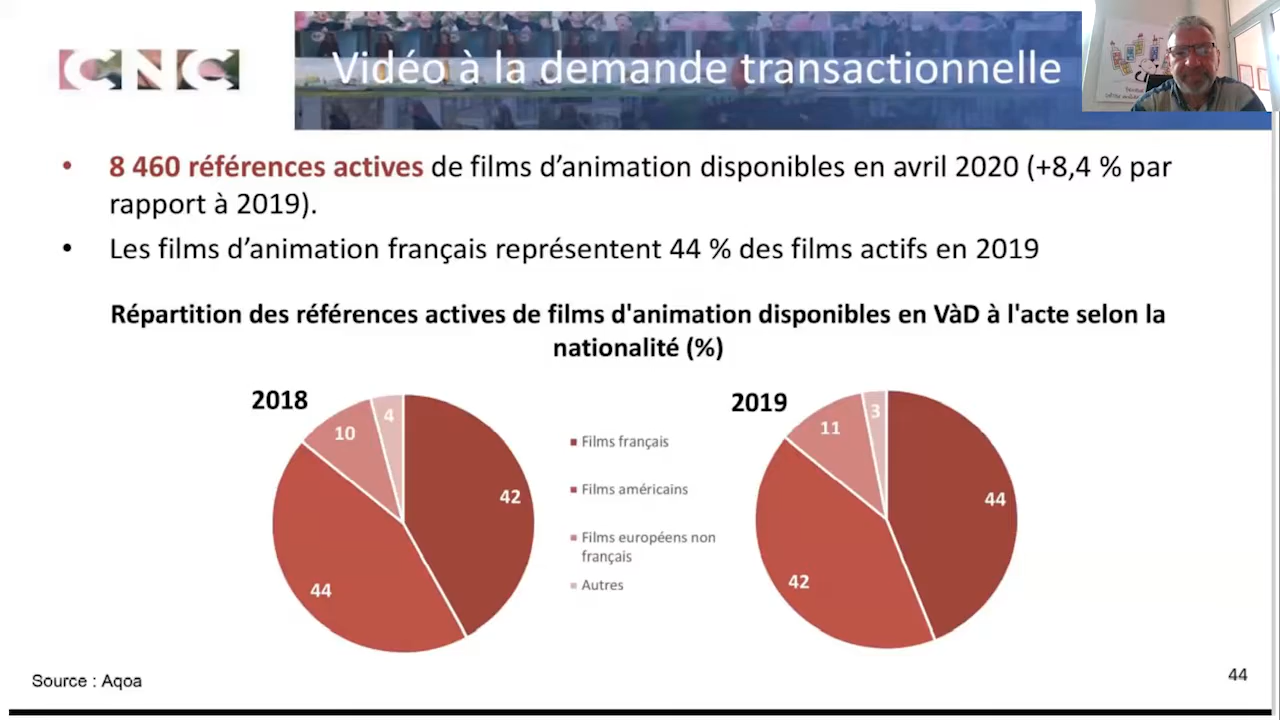 CNC
Vidéo à la demande transactionnelle
• 8 460 références actives de films d’animation disponibles en avril 2020 (+8,4 % par
rapport à 2019).
• Les films d’animation français représentent 44 % des films actifs en 2019
Répartition des références actives de films d'animation disponibles en VàD à l'acte selon la
nationalité (%)
2018
4
10
42
44
Films français
Films américains
Films européens non
français
Autres
2019
3
11
44
42
Source : Aqoa
44